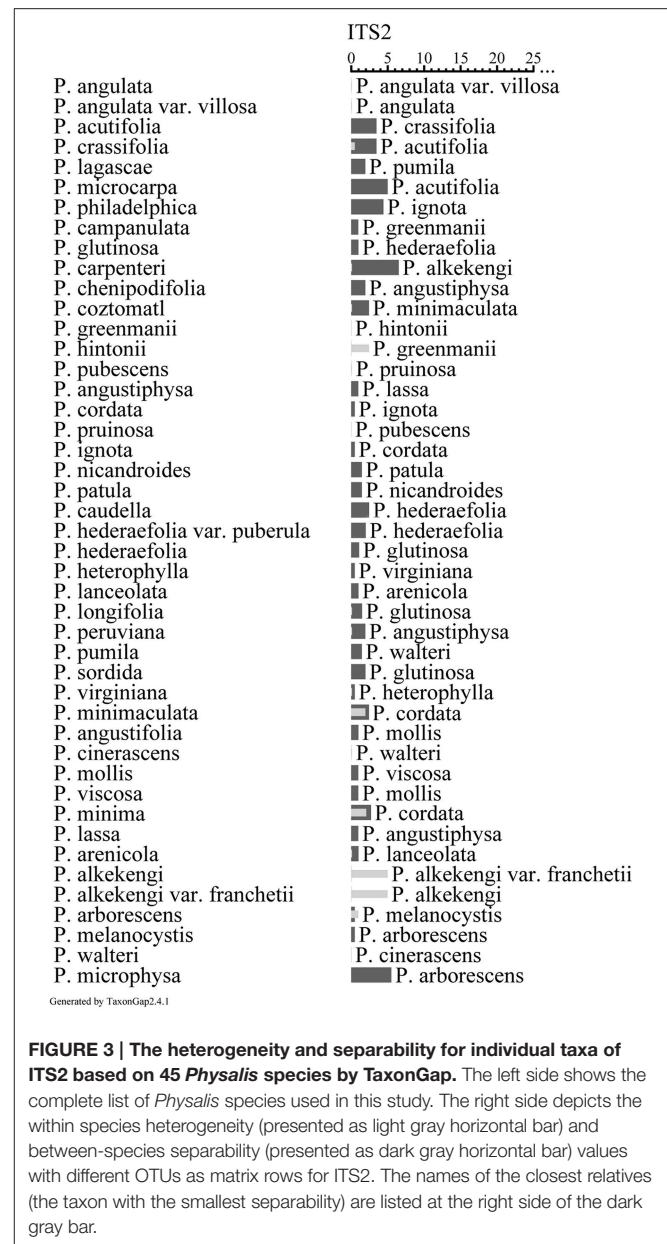 ITS2
0 5 10 15 20 25 ...
P. angulata P. angulata var. villosa
P. angulata var. villosa P. angulata
P. acutifolia P. crassifolia
P. crassifolia P. acutifolia
P. lagascae P. pumila
P. microcarpa P. acutifolia
P. philadelphica P. ignota
P. campanulata P. greenmanii
P. glutinosa P. hederaefolia
P. carpenteri P. alkekengi
P. chenipodifolia P. angustiphysa
P. coztomatl P. minimaculata
P. greenmanii P. hintonii
P. hintonii P. greenmanii
P. pubescens P. pruinosa
P. angustiphysa P. lassa
P. cordata P. ignota
P. pruinosa P. pubescens
P. ignota P. cordata
P. nicandroides P. patula
P. patula P. nicandroides
P. caudella P. hederaefolia
P. hederaefolia var. puberula P. hederaefolia
P. hederaefolia P. glutinosa
P. heterophylla P. virginiana
P. lanceolata P. arenicola
P. longifolia P. glutinosa
P. peruviana P. angustiphysa
P. pumila P. walteri
P. sordida P. glutinosa
P. virginiana P. heterophylla
P. minimaculata P. cordata
P. angustifolia P. mollis
P. cinerascens P. walteri
P. mollis P. viscosa
P. viscosa P. mollis
P. minima P. cordata
P. lassa P. angustiphysa
P. arenicola P. lanceolata
P. alkekengi P. alkekengi var. franchetii
P. alkekengi var. franchetii P. alkekengi
P. arborescens P. melanocystis
P. melanocystis P. arborescens
P. walteri P. cinerascens
P. microphysa P. arborescens
Generated by TaxonGap2.4.1
FIGURE 3 | The heterogeneity and separability for individual taxa of
ITS2 based on 45 Physalis species by TaxonGap. The left side shows the
complete list of Physalis species used in this study. The right side depicts the
within species heterogeneity (presented as light gray horizontal bar) and
between-species separability (presented as dark gray horizontal bar) values
with different OTUs as matrix rows for ITS2. The names of the closest relatives
(the taxon with the smallest separability) are listed at the right side of the dark
gray bar.